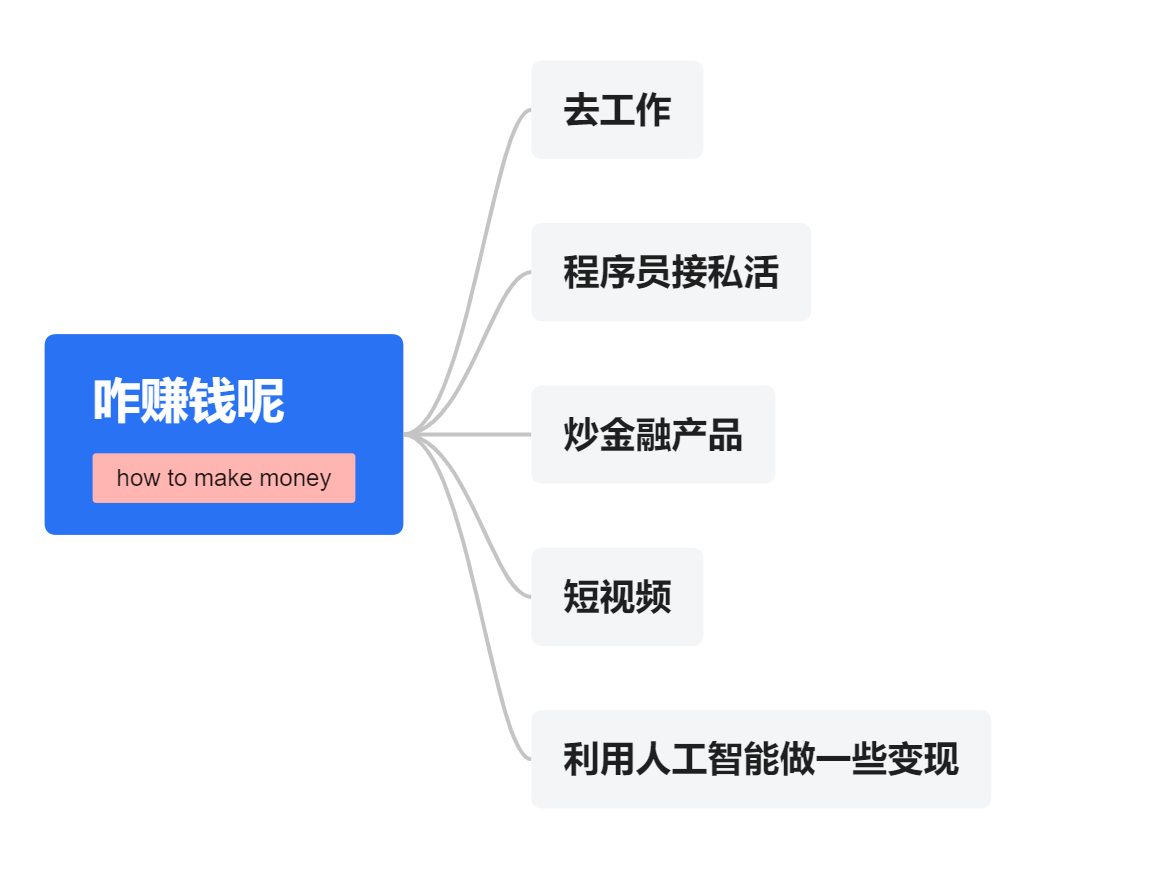 咋赚钱呢
how to make money
去工作
程序员接私活
炒金融产品
短视频
利用人工智能做一些变现